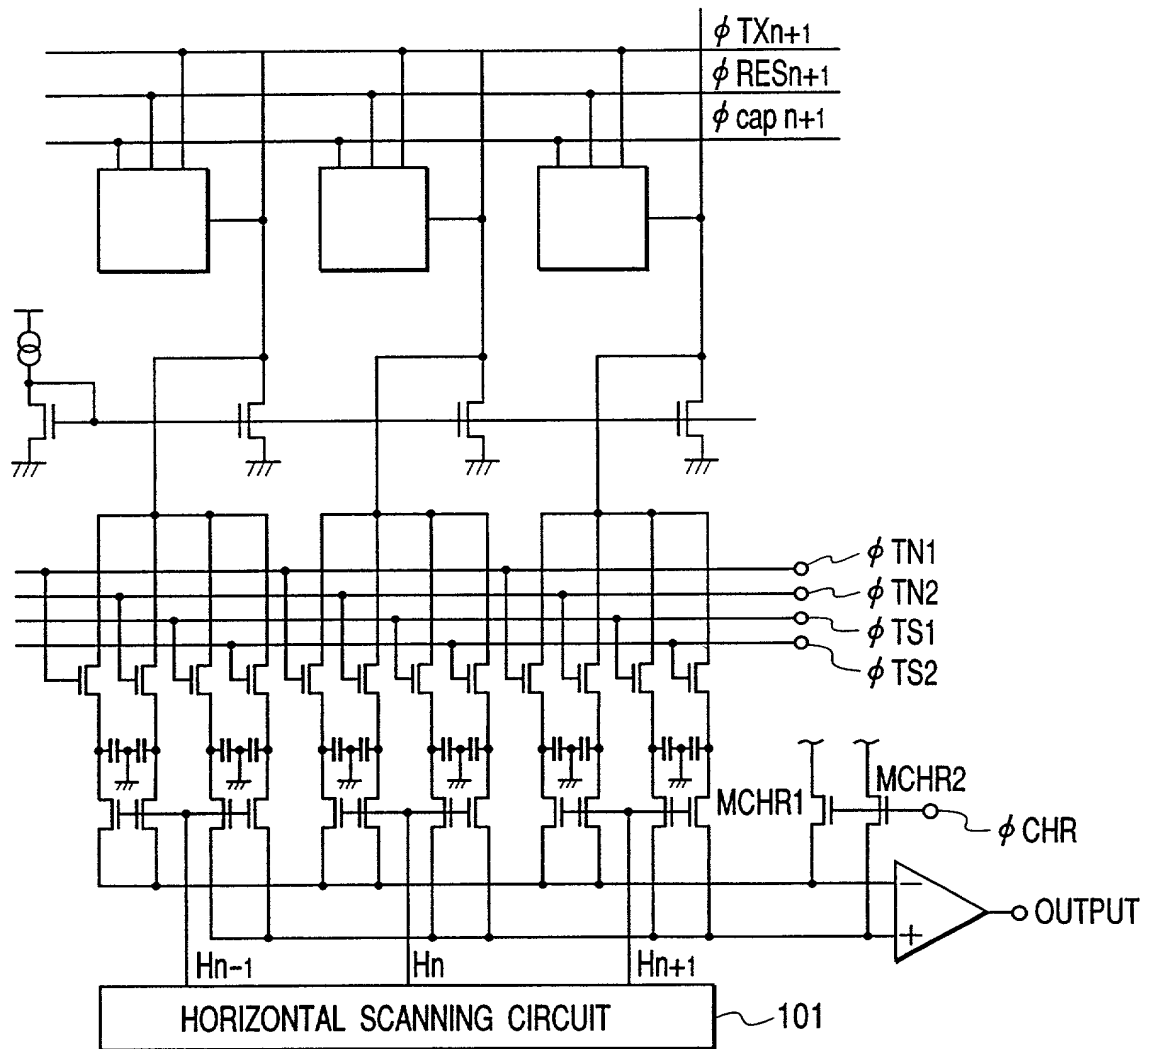 ϕ TXn+1
ϕ RESn+1
ϕ cap n+1
ϕ TN1
ϕ TN2
ϕ TS1
ϕ TS2
MCHR1
MCHR2
ϕ CHR
−
+
OUTPUT
Hn-1
Hn
Hn+1
HORIZONTAL SCANNING CIRCUIT
101